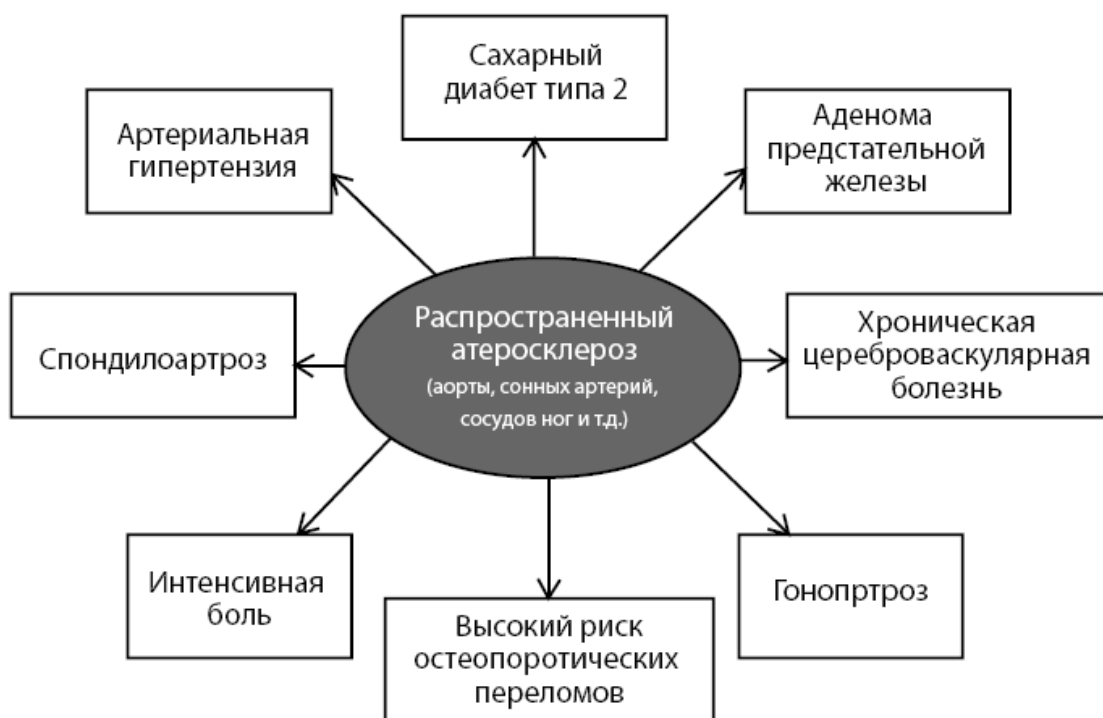 Сахарный
диабет типа 2
Артериальная
гипертензия
Аденома
предстательной
железы
Распространенный
атеросклероз
(аорты, сонных артерий,
сосудов ног и т.д.)
Спондилоартроз
Хроническая
цереброваскулярная
болезнь
Интенсивная
боль
Высокий риск
остеопоротических
переломов
Гонопртроз